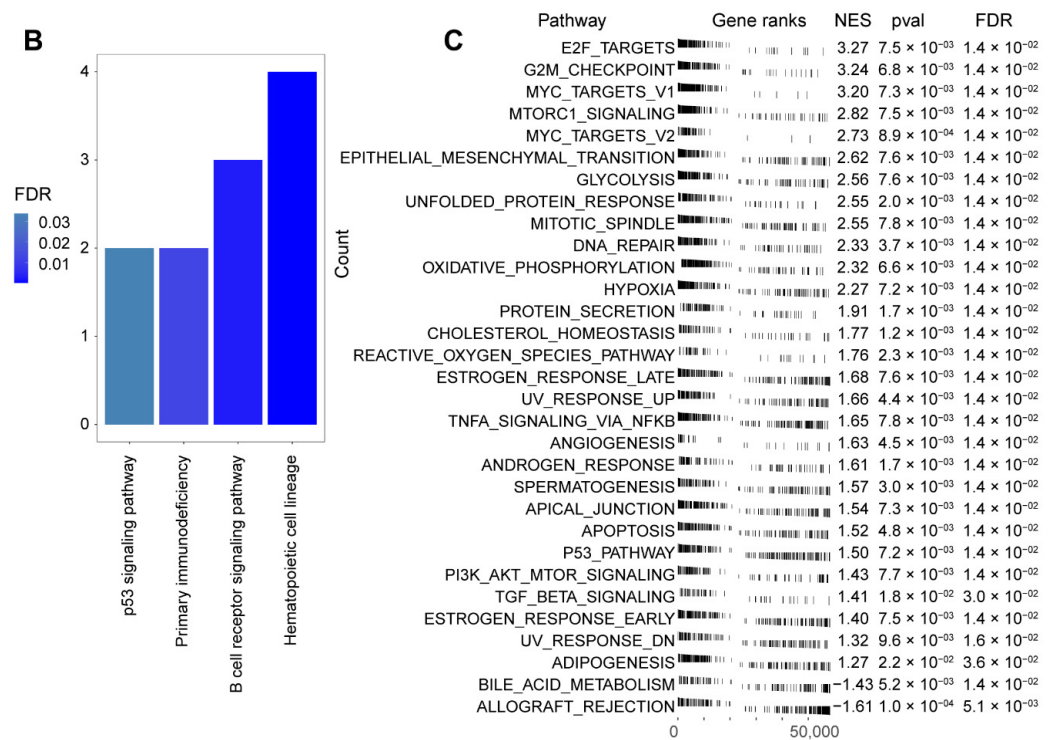 B
FDR
0.03
0.02
0.01
4
3
2
1
0
Count
p53 signaling pathway
Primary immunodeficiency
B cell receptor signaling pathway
Hematopoietic cell lineage
C
Pathway Gene ranks NES pval FDR
E2F_TARGETS 3.27 7.5 × 10⁻⁰³ 1.4 × 10⁻⁰²
G2M_CHECKPOINT 3.24 6.8 × 10⁻⁰³ 1.4 × 10⁻⁰²
MYC_TARGETS_V1 3.20 7.3 × 10⁻⁰³ 1.4 × 10⁻⁰²
MTORC1_SIGNALING 2.82 7.5 × 10⁻⁰³ 1.4 × 10⁻⁰²
MYC_TARGETS_V2 2.73 8.9 × 10⁻⁰⁴ 1.4 × 10⁻⁰²
EPITHELIAL_MESENCHYMAL_TRANSITION 2.62 7.6 × 10⁻⁰³ 1.4 × 10⁻⁰²
GLYCOLYSIS 2.56 7.6 × 10⁻⁰³ 1.4 × 10⁻⁰²
UNFOLDED_PROTEIN_RESPONSE 2.55 2.0 × 10⁻⁰³ 1.4 × 10⁻⁰²
MITOTIC_SPINDLE 2.55 7.8 × 10⁻⁰³ 1.4 × 10⁻⁰²
DNA_REPAIR 2.33 3.7 × 10⁻⁰³ 1.4 × 10⁻⁰²
OXIDATIVE_PHOSPHORYLATION 2.32 6.6 × 10⁻⁰³ 1.4 × 10⁻⁰²
HYPOXIA 2.27 7.2 × 10⁻⁰³ 1.4 × 10⁻⁰²
PROTEIN_SECRETION 1.91 1.7 × 10⁻⁰³ 1.4 × 10⁻⁰²
CHOLESTEROL_HOMEOSTASIS 1.77 1.2 × 10⁻⁰³ 1.4 × 10⁻⁰²
REACTIVE_OXYGEN_SPECIES_PATHWAY 1.76 2.3 × 10⁻⁰³ 1.4 × 10⁻⁰²
ESTROGEN_RESPONSE_LATE 1.68 7.6 × 10⁻⁰³ 1.4 × 10⁻⁰²
UV_RESPONSE_UP 1.66 4.4 × 10⁻⁰³ 1.4 × 10⁻⁰²
TNFA_SIGNALING_VIA_NFKB 1.65 7.8 × 10⁻⁰³ 1.4 × 10⁻⁰²
ANGIOGENESIS 1.63 4.5 × 10⁻⁰³ 1.4 × 10⁻⁰²
ANDROGEN_RESPONSE 1.61 1.7 × 10⁻⁰³ 1.4 × 10⁻⁰²
SPERMATOGENESIS 1.57 3.0 × 10⁻⁰³ 1.4 × 10⁻⁰²
APICAL_JUNCTION 1.54 7.3 × 10⁻⁰³ 1.4 × 10⁻⁰²
APOPTOSIS 1.52 4.8 × 10⁻⁰³ 1.4 × 10⁻⁰²
P53_PATHWAY 1.50 7.2 × 10⁻⁰³ 1.4 × 10⁻⁰²
PI3K_AKT_MTOR_SIGNALING 1.43 7.7 × 10⁻⁰³ 1.4 × 10⁻⁰²
TGF_BETA_SIGNALING 1.41 1.8 × 10⁻⁰² 3.0 × 10⁻⁰²
ESTROGEN_RESPONSE_EARLY 1.40 7.5 × 10⁻⁰³ 1.4 × 10⁻⁰²
UV_RESPONSE_DN 1.32 9.6 × 10⁻⁰³ 1.6 × 10⁻⁰²
ADIPOGENESIS 1.27 2.2 × 10⁻⁰² 3.6 × 10⁻⁰²
BILE_ACID_METABOLISM −1.43 5.2 × 10⁻⁰³ 1.4 × 10⁻⁰²
ALLOGRAFT_REJECTION −1.61 1.0 × 10⁻⁰⁴ 5.1 × 10⁻⁰³
0 50,000